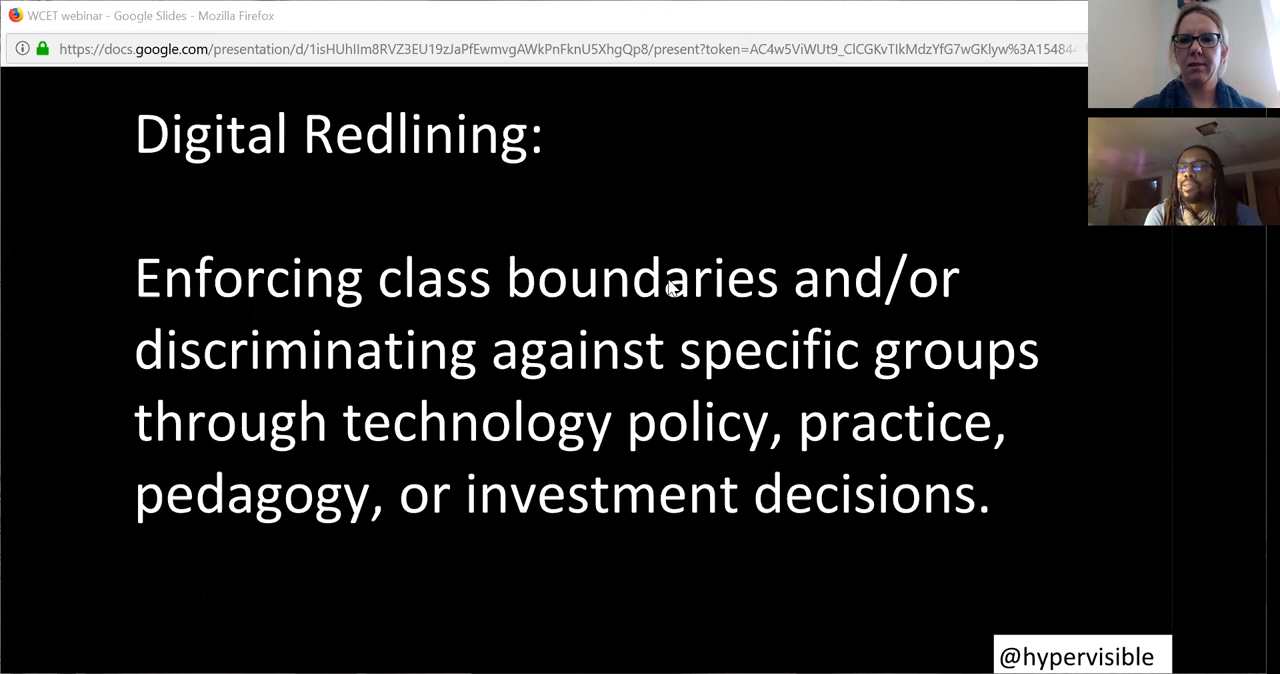 WCET webinar - Google Slides - Mozilla Firefox
Digital Redlining:
Enforcing class boundaries and/or
discriminating against specific groups
through technology policy, practice,
pedagogy, or investment decisions.
@hypervisible